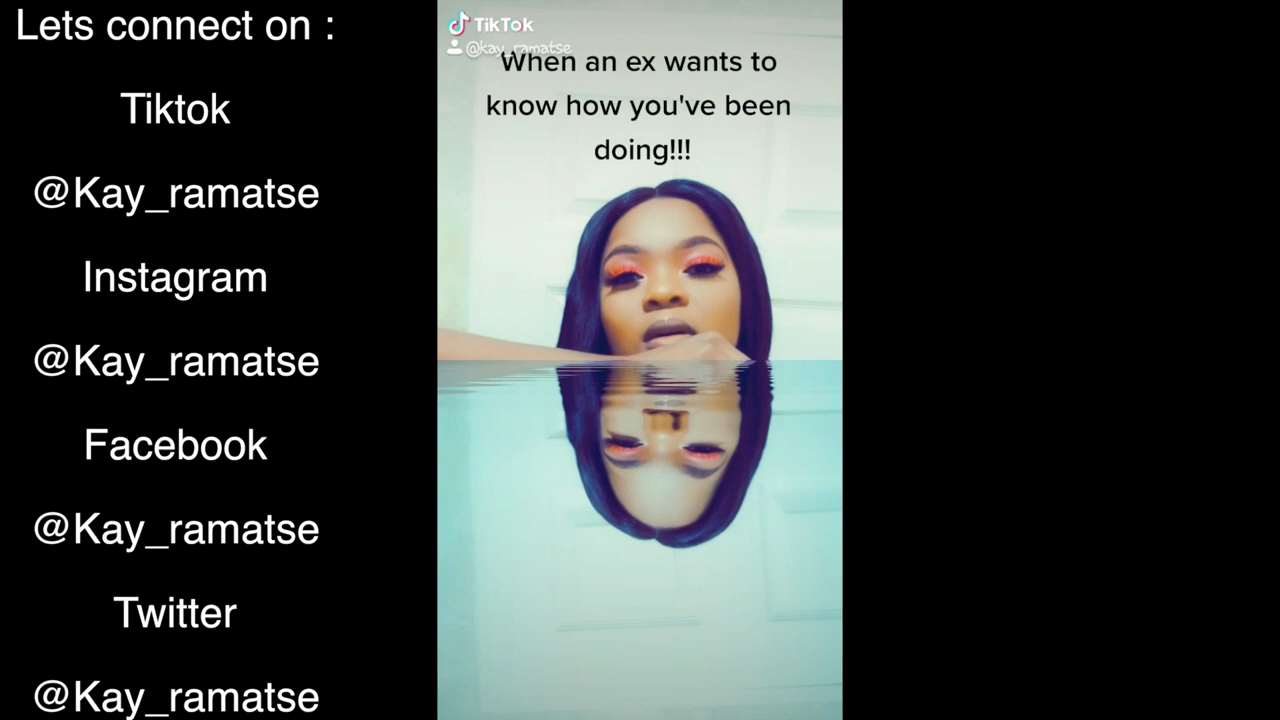 Lets connect on :
Tiktok
@Kay_ramatse
Instagram
@Kay_ramatse
Facebook
@Kay_ramatse
Twitter
@Kay_ramatse
TikTok
@kay_ramatse
When an ex wants to
know how you've been
doing!!!